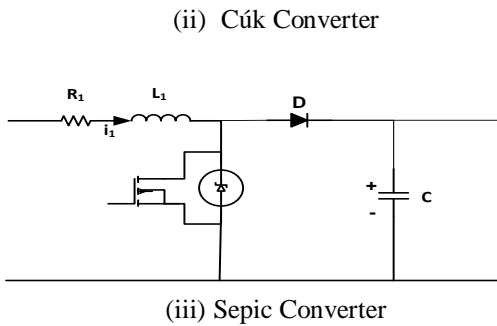 (ii) Cúk Converter
R1
i1
L1
D
+
-
C
(iii) Sepic Converter